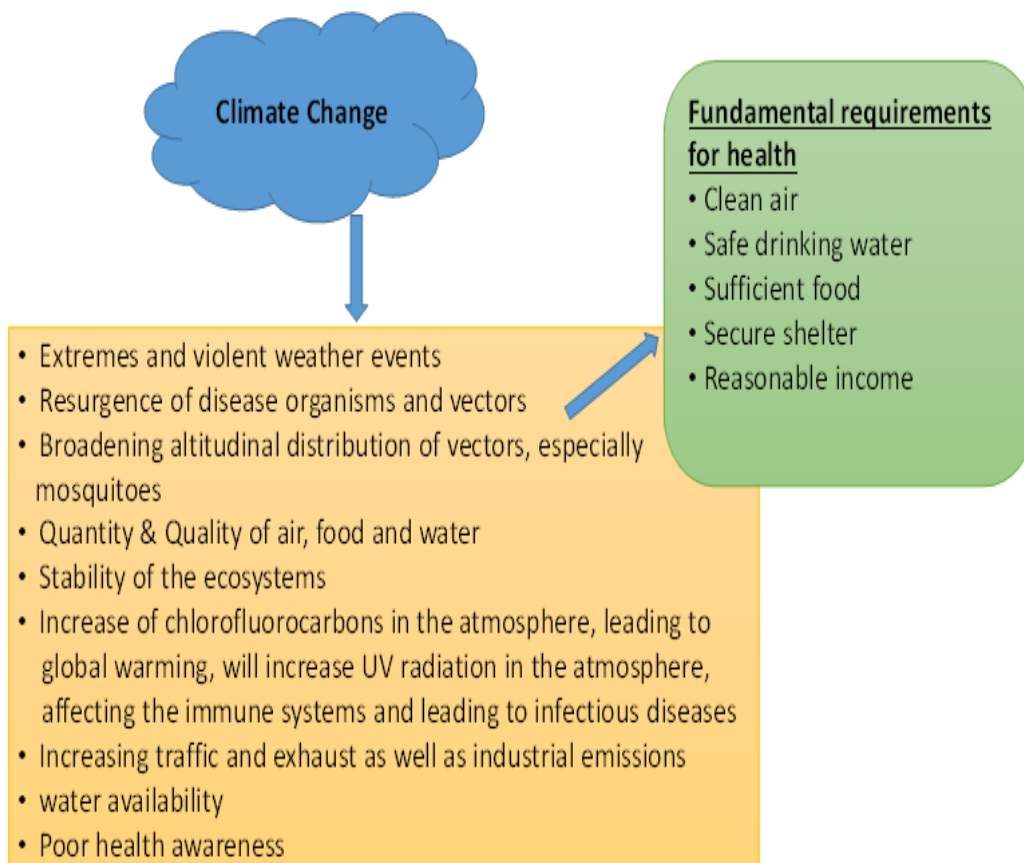 Climate Change
Fundamental requirements
for health
• Clean air
• Safe drinking water
• Sufficient food
• Secure shelter
• Reasonable income
• Extremes and violent weather events
• Resurgence of disease organisms and vectors
• Broadening altitudinal distribution of vectors, especially
mosquitoes
• Quantity & Quality of air, food and water
• Stability of the ecosystems
• Increase of chlorofluorocarbons in the atmosphere, leading to
global warming, will increase UV radiation in the atmosphere,
affecting the immune systems and leading to infectious diseases
• Increasing traffic and exhaust as well as industrial emissions
• water availability
• Poor health awareness